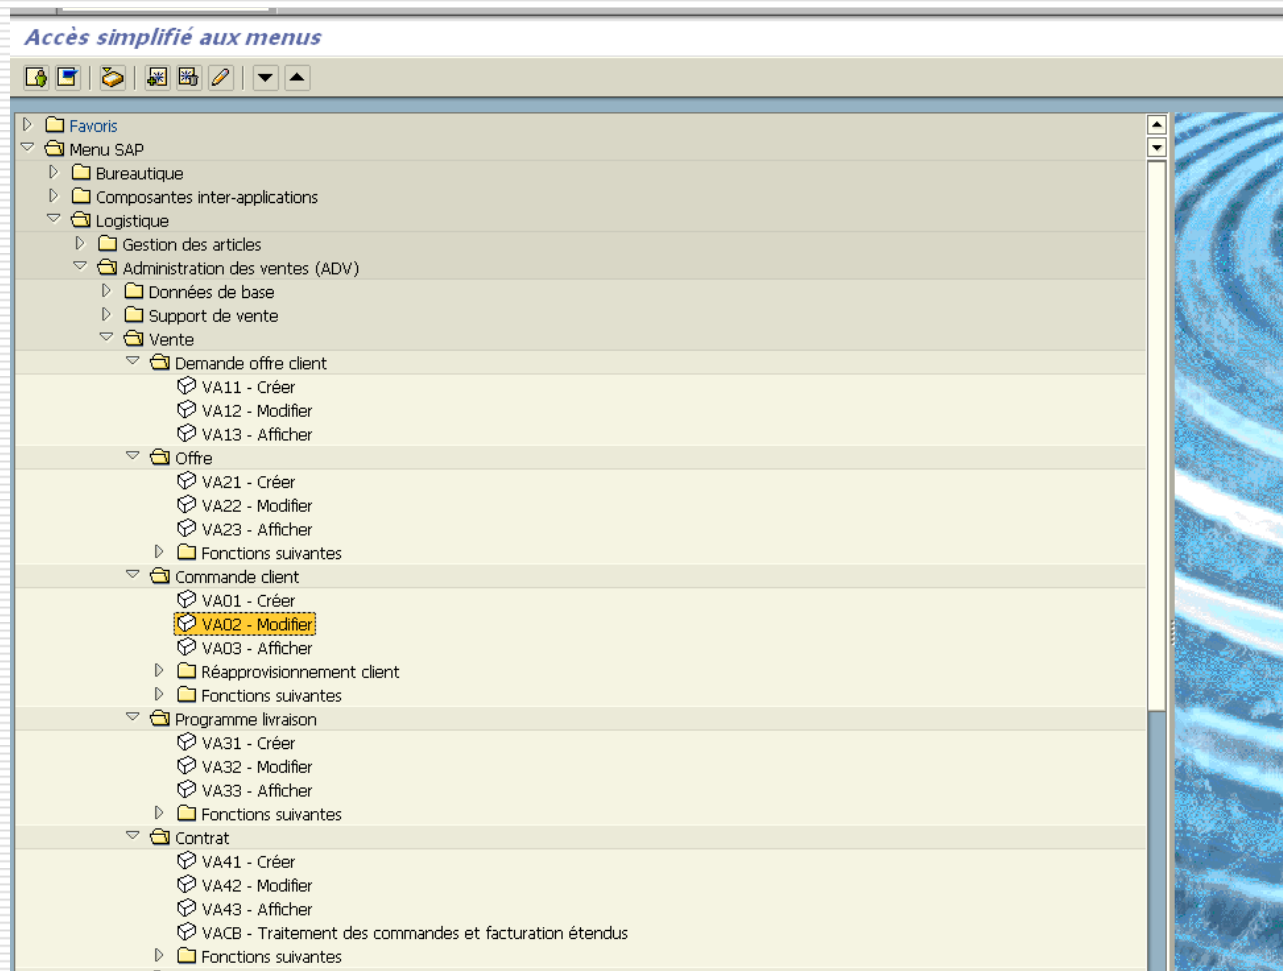 Accès simplifié aux menus
Favoris
Menu SAP
Bureautique
Composantes inter-applications
Logistique
Gestion des articles
Administration des ventes (ADV)
Données de base
Support de vente
Vente
Demande offre client
VA11 - Créer
VA12 - Modifier
VA13 - Afficher
Offre
VA21 - Créer
VA22 - Modifier
VA23 - Afficher
Fonctions suivantes
Commande client
VA01 - Créer
VA02 - Modifier
VA03 - Afficher
Réapprovisionnement client
Fonctions suivantes
Programme livraison
VA31 - Créer
VA32 - Modifier
VA33 - Afficher
Fonctions suivantes
Contrat
VA41 - Créer
VA42 - Modifier
VA43 - Afficher
VACB - Traitement des commandes et facturation étendus
Fonctions suivantes